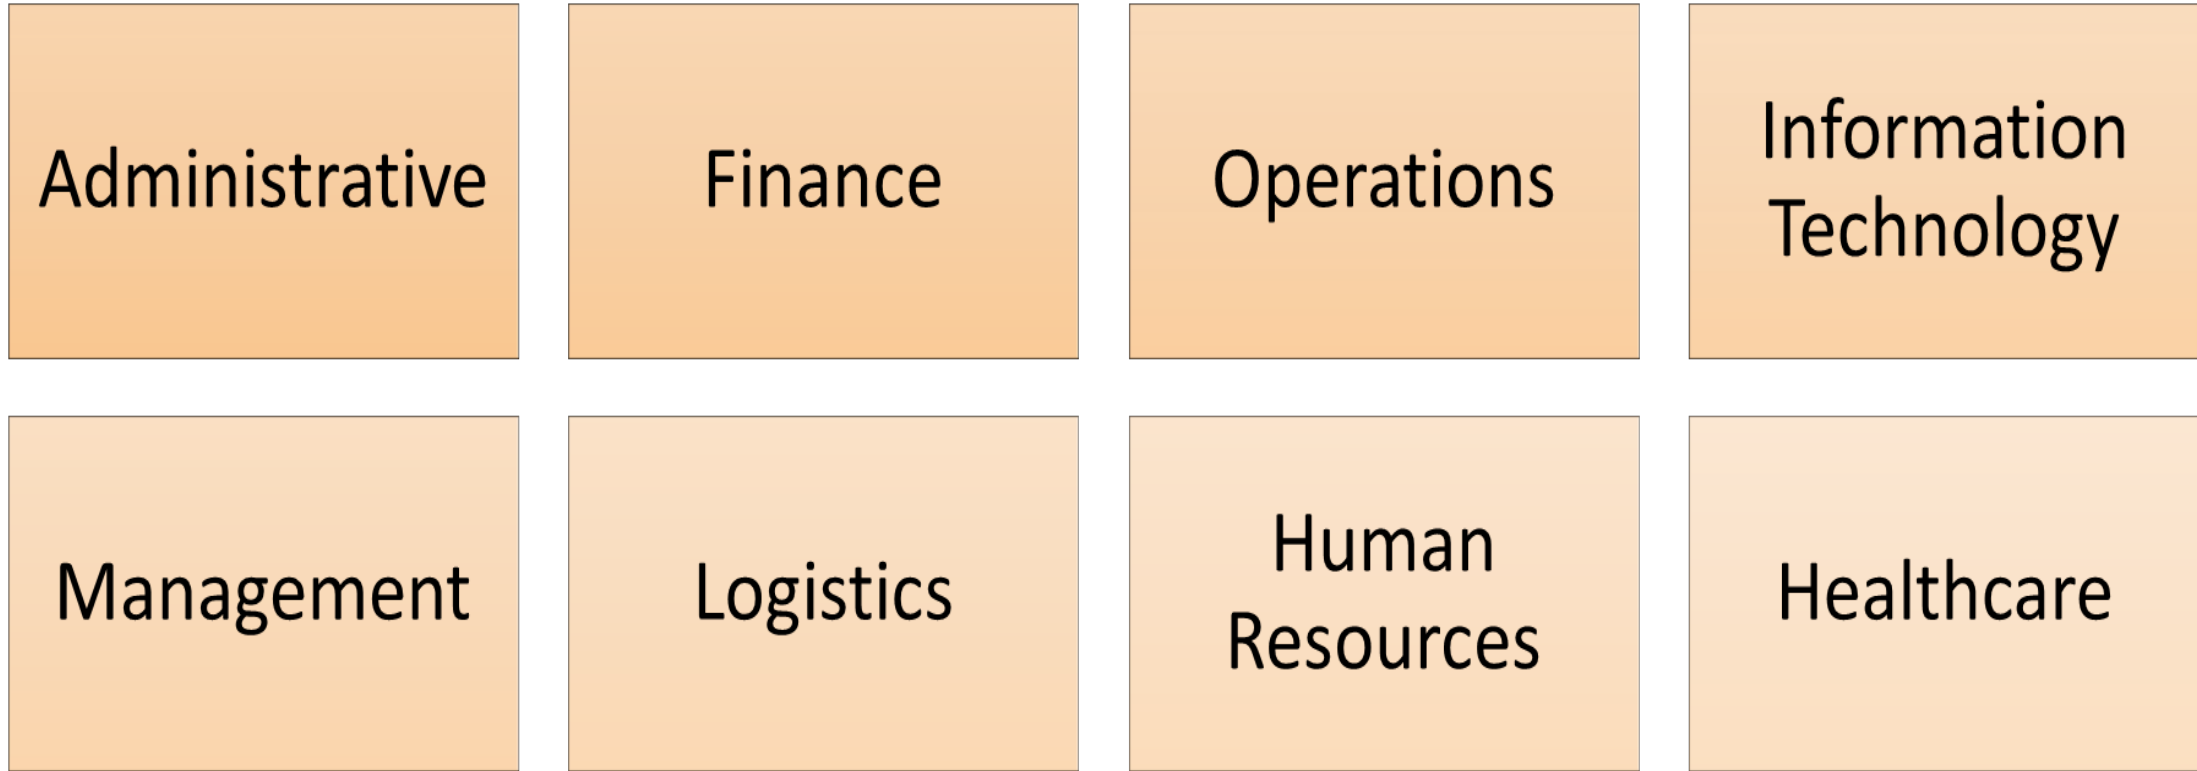 Administrative
Finance
Operations
Information
Technology
Management
Logistics
Human
Resources
Healthcare